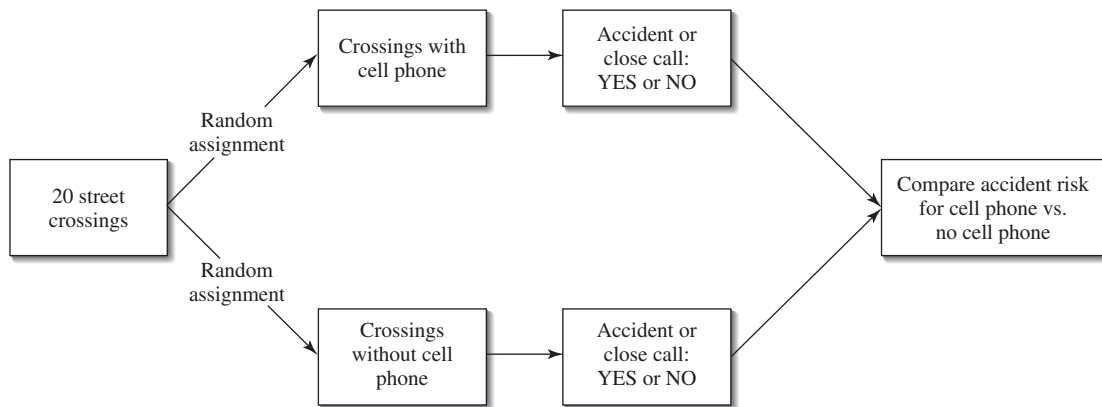 20 street
crossings
Random
assignment
Random
assignment
Crossings with
cell phone
Crossings
without cell
phone
Accident or
close call:
YES or NO
Accident or
close call:
YES or NO
Compare accident risk
for cell phone vs.
no cell phone